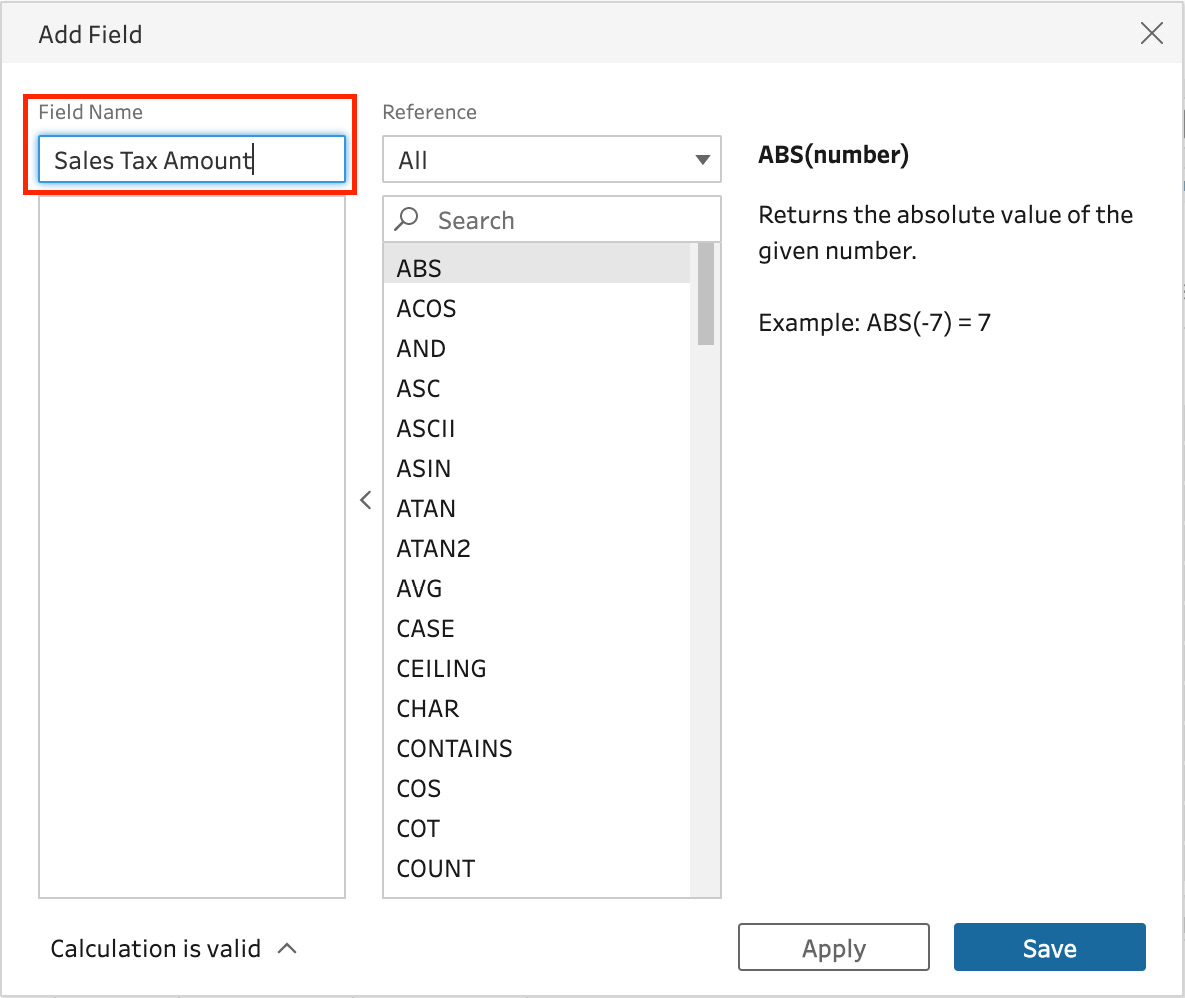 Add Field
Field Name
Sales Tax Amount
Reference
All
Search
ABS
ACOS
AND
ASC
ASCII
ASIN
ATAN
ATAN2
AVG
CASE
CEILING
CHAR
CONTAINS
COS
COT
COUNT
ABS(number)
Returns the absolute value of the
given number.
Example: ABS(-7) = 7
Calculation is valid
Apply
Save